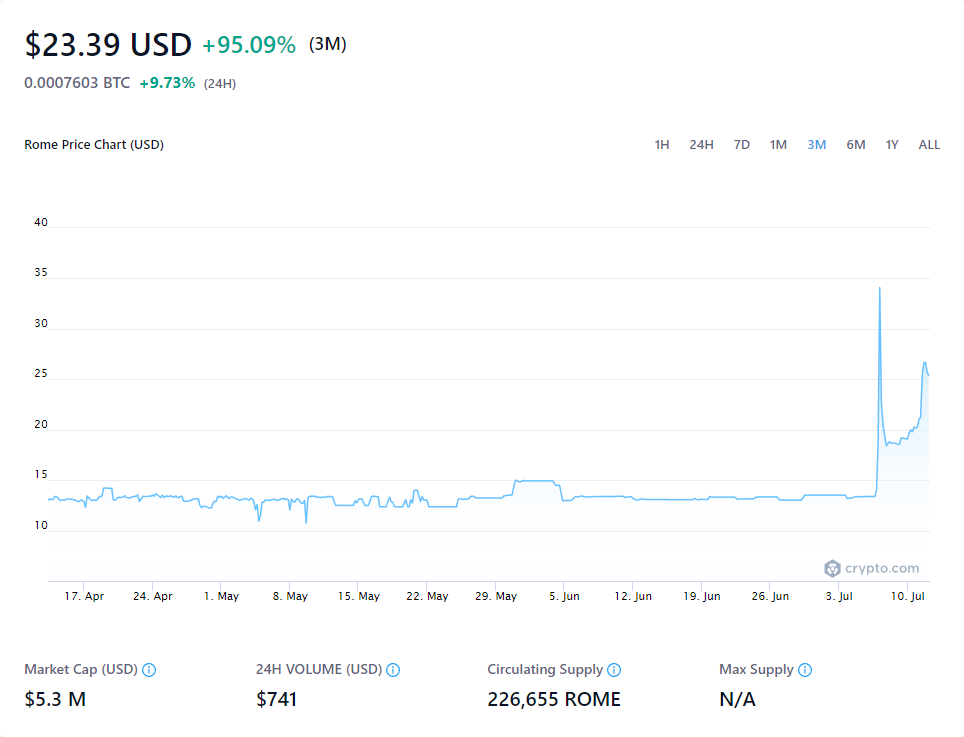 $23.39 USD +95.09% (3M)
0.0007603 BTC +9.73% (24H)
Rome Price Chart (USD) 1H 24H 7D 1M 3M 6M 1Y ALL
40
35
30
25
20
15
10
crypto.com
17. Apr 24. Apr 1. May 8. May 15. May 22. May 29. May 5. Jun 12. Jun 19. Jun 26. Jun 3. Jul 10. Jul
Market Cap (USD) 24H VOLUME (USD) Circulating Supply Max Supply
$5.3 M $741 226,655 ROME N/A